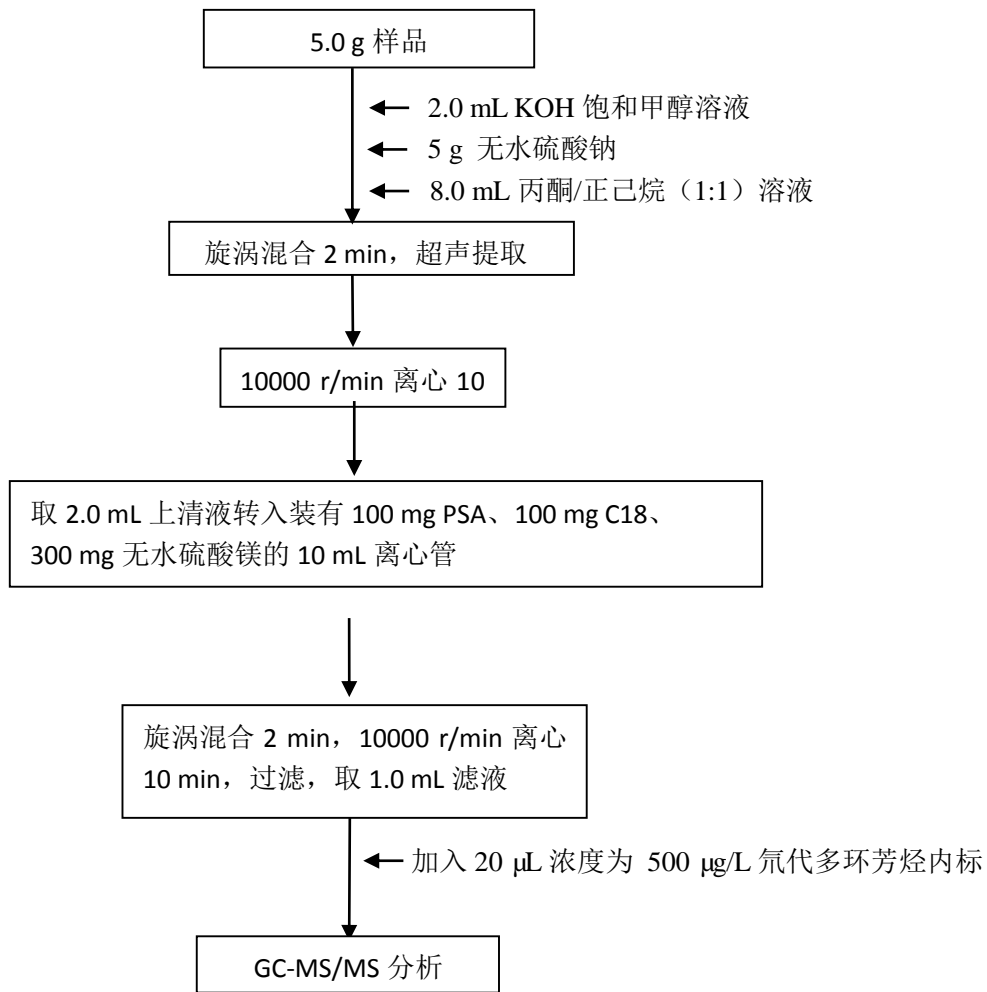 5.0 g 样品
2.0 mL KOH 饱和甲醇溶液
5 g 无水硫酸钠
8.0 mL 丙酮/正己烷（1:1）溶液
旋涡混合 2 min，超声提取
10000 r/min 离心 10
取 2.0 mL 上清液转入装有 100 mg PSA、100 mg C18、
300 mg 无水硫酸镁的 10 mL 离心管
旋涡混合 2 min，10000 r/min 离心
10 min，过滤，取 1.0 mL 滤液
加入 20 μL 浓度为 500 μg/L 氘代多环芳烃内标
GC-MS/MS 分析